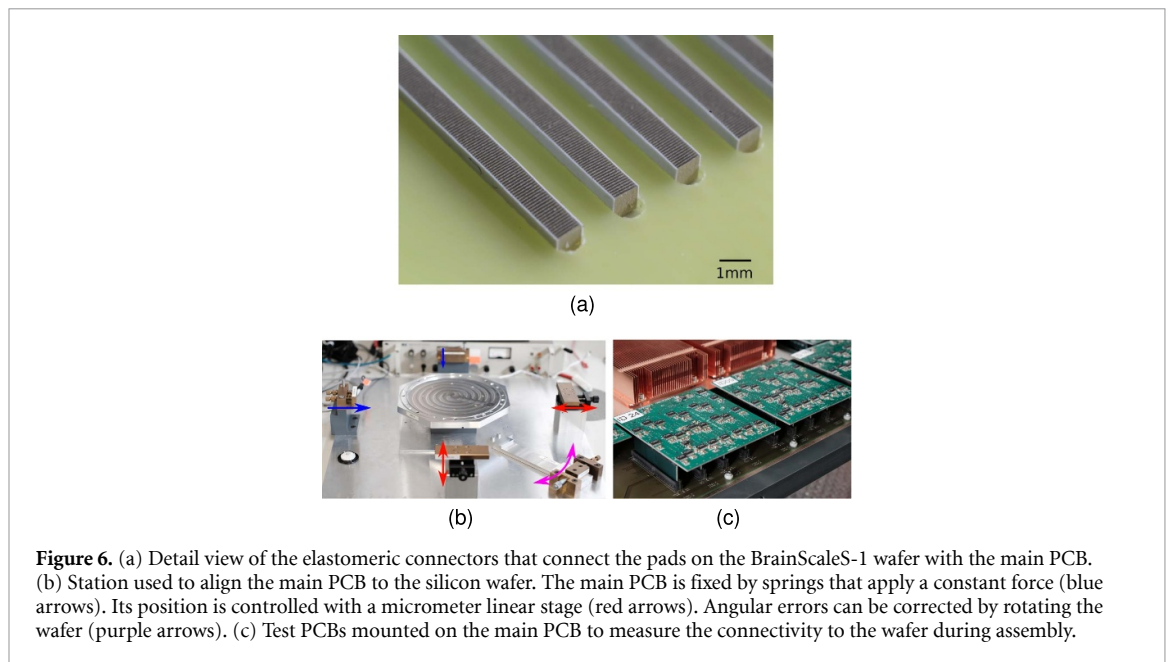 1mm
(a)
ID 24
(b)
(c)
Figure 6. (a) Detail view of the elastomeric connectors that connect the pads on the BrainScaleS-1 wafer with the main PCB.
(b) Station used to align the main PCB to the silicon wafer. The main PCB is fixed by springs that apply a constant force (blue
arrows). Its position is controlled with a micrometer linear stage (red arrows). Angular errors can be corrected by rotating the
wafer (purple arrows). (c) Test PCBs mounted on the main PCB to measure the connectivity to the wafer during assembly.